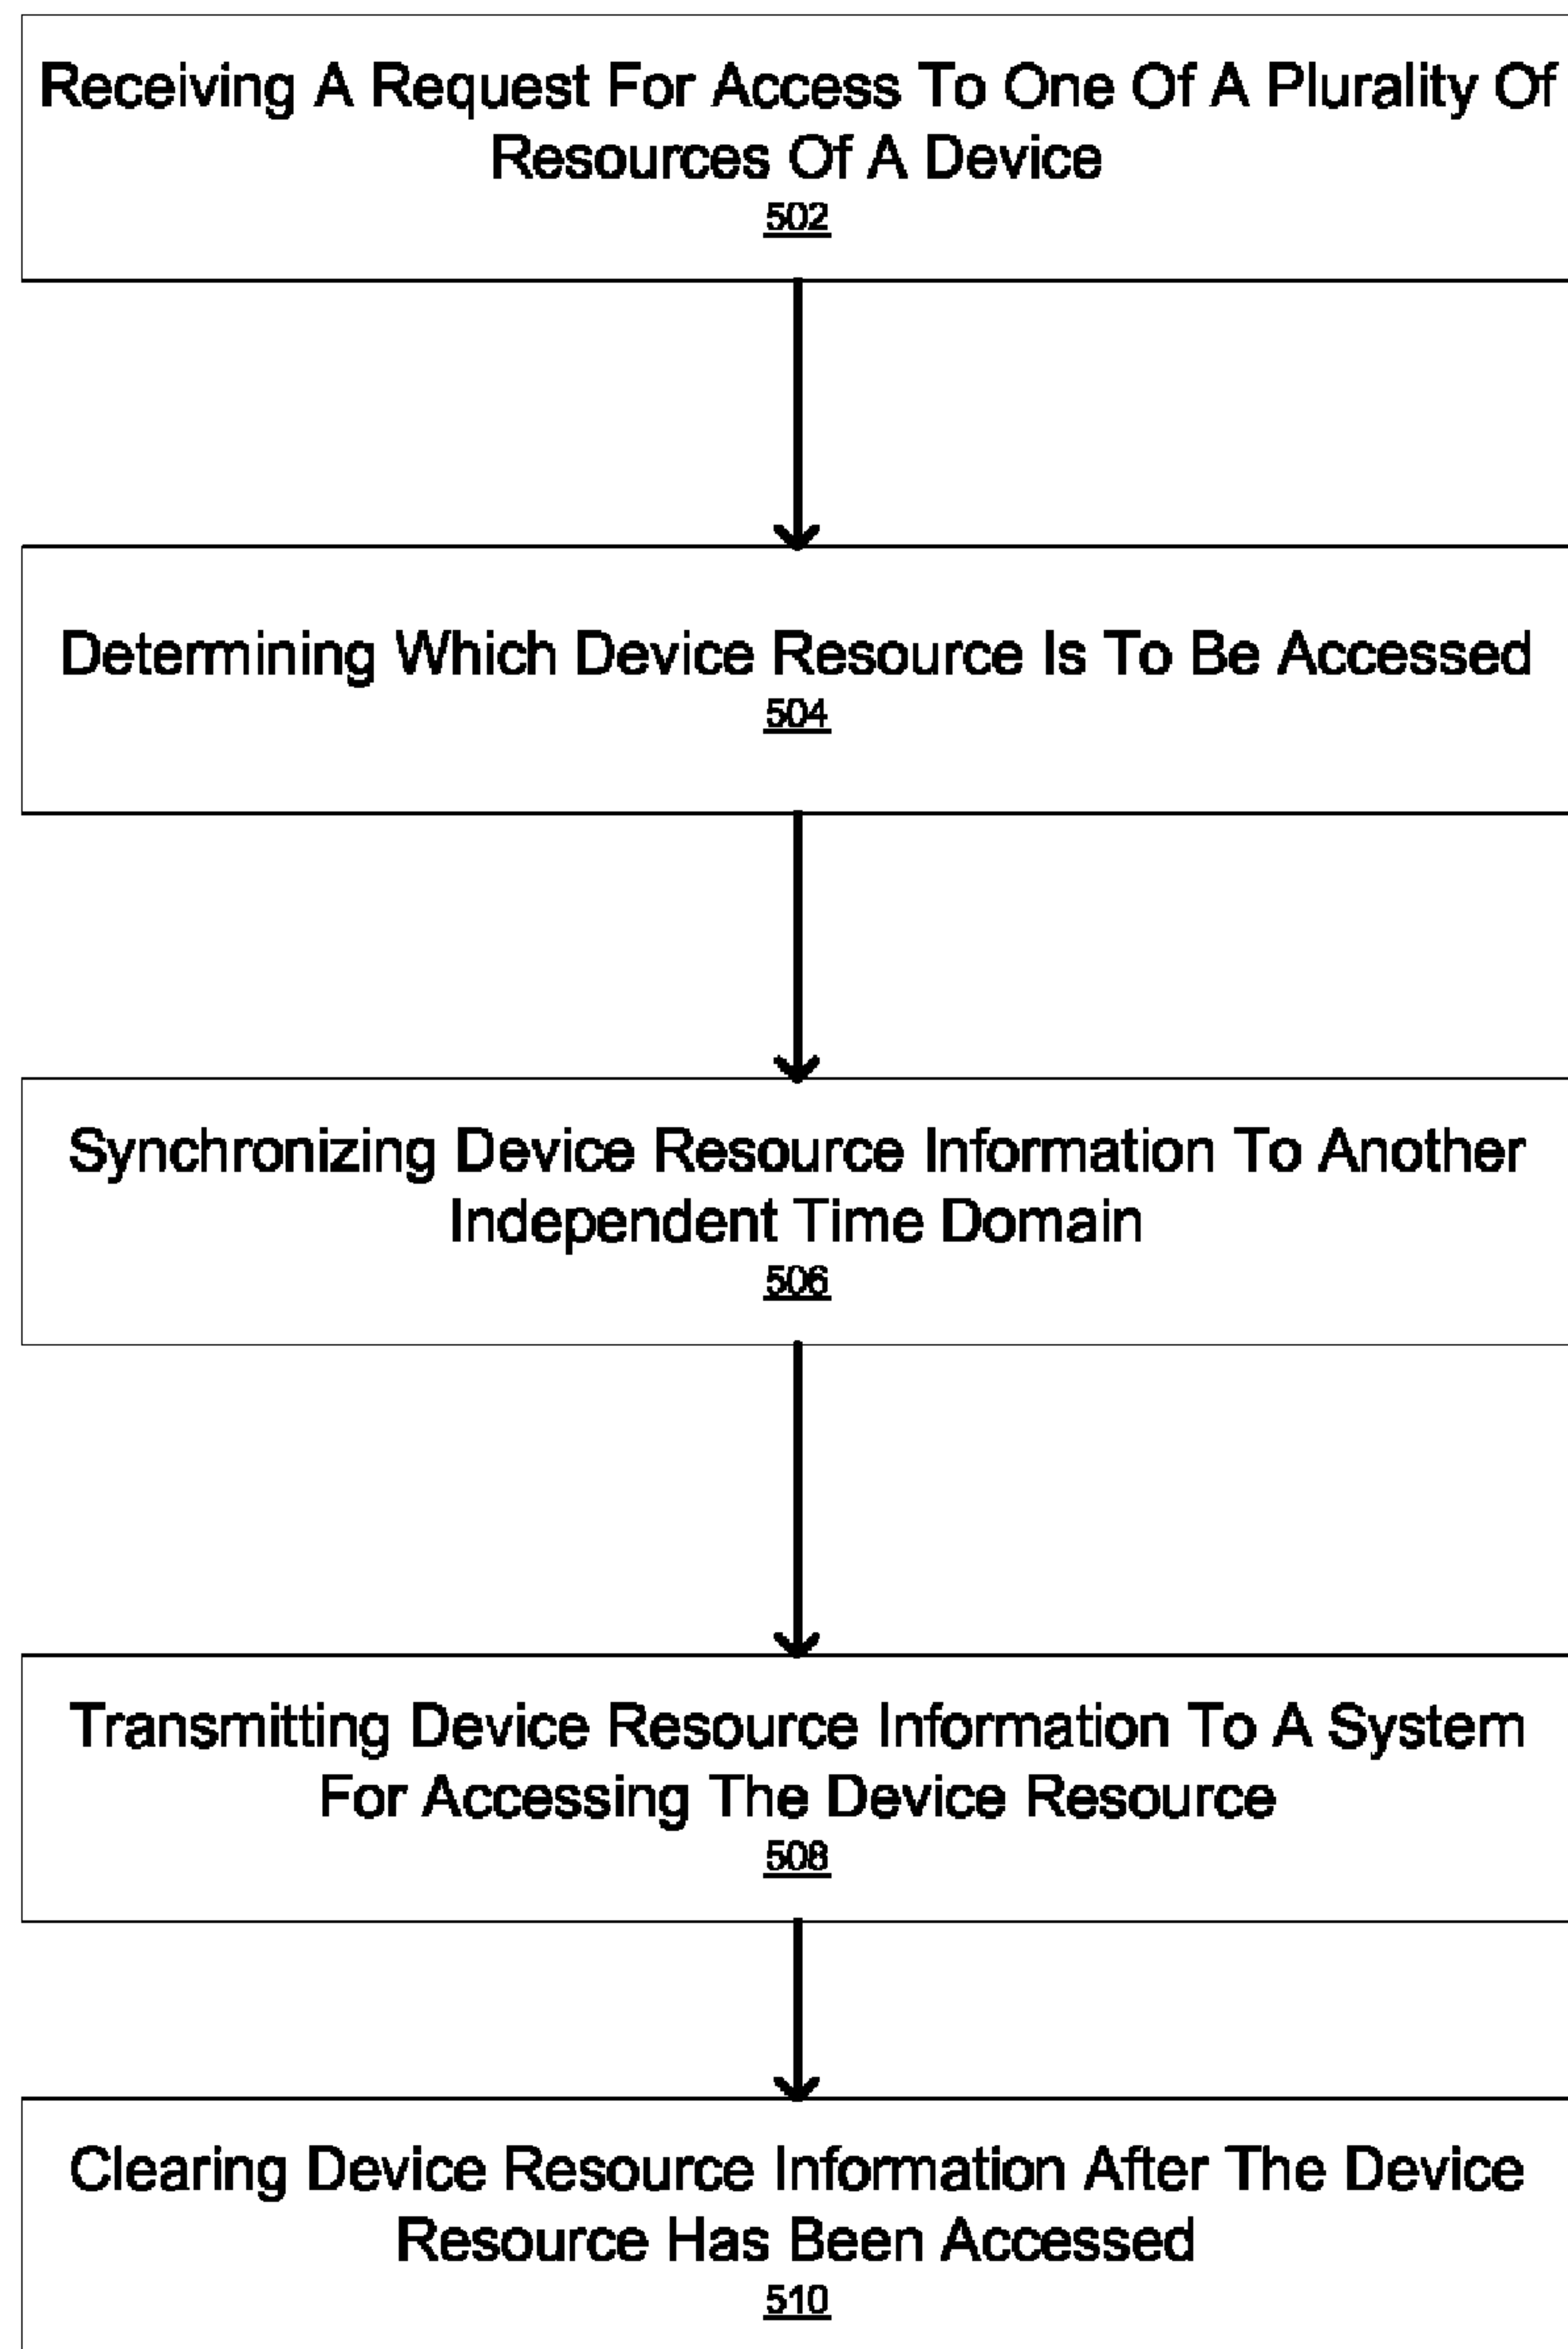 Receiving A Request For Access To One Of A Plurality Of
Resources Of A Device
502
Determining Which Device Resource Is To Be Accessed
504
Synchronizing Device Resource Information To Another
Independent Time Domain
506
Transmitting Device Resource Information To A System
For Accessing The Device Resource
508
Clearing Device Resource Information After The Device
Resource Has Been Accessed
510